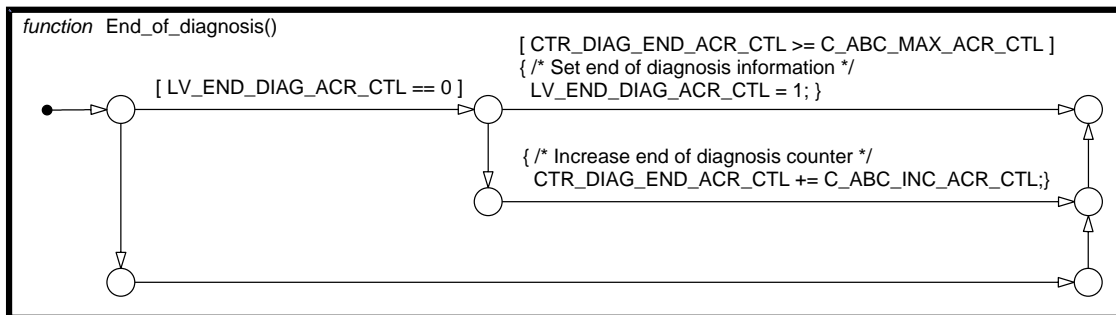 function End_of_diagnosis()
[ CTR_DIAG_END_ACR_CTL >= C_ABC_MAX_ACR_CTL ]
{ /* Set end of diagnosis information */
LV_END_DIAG_ACR_CTL = 1; }
[ LV_END_DIAG_ACR_CTL == 0 ]
{ /* Increase end of diagnosis counter */
CTR_DIAG_END_ACR_CTL += C_ABC_INC_ACR_CTL;}